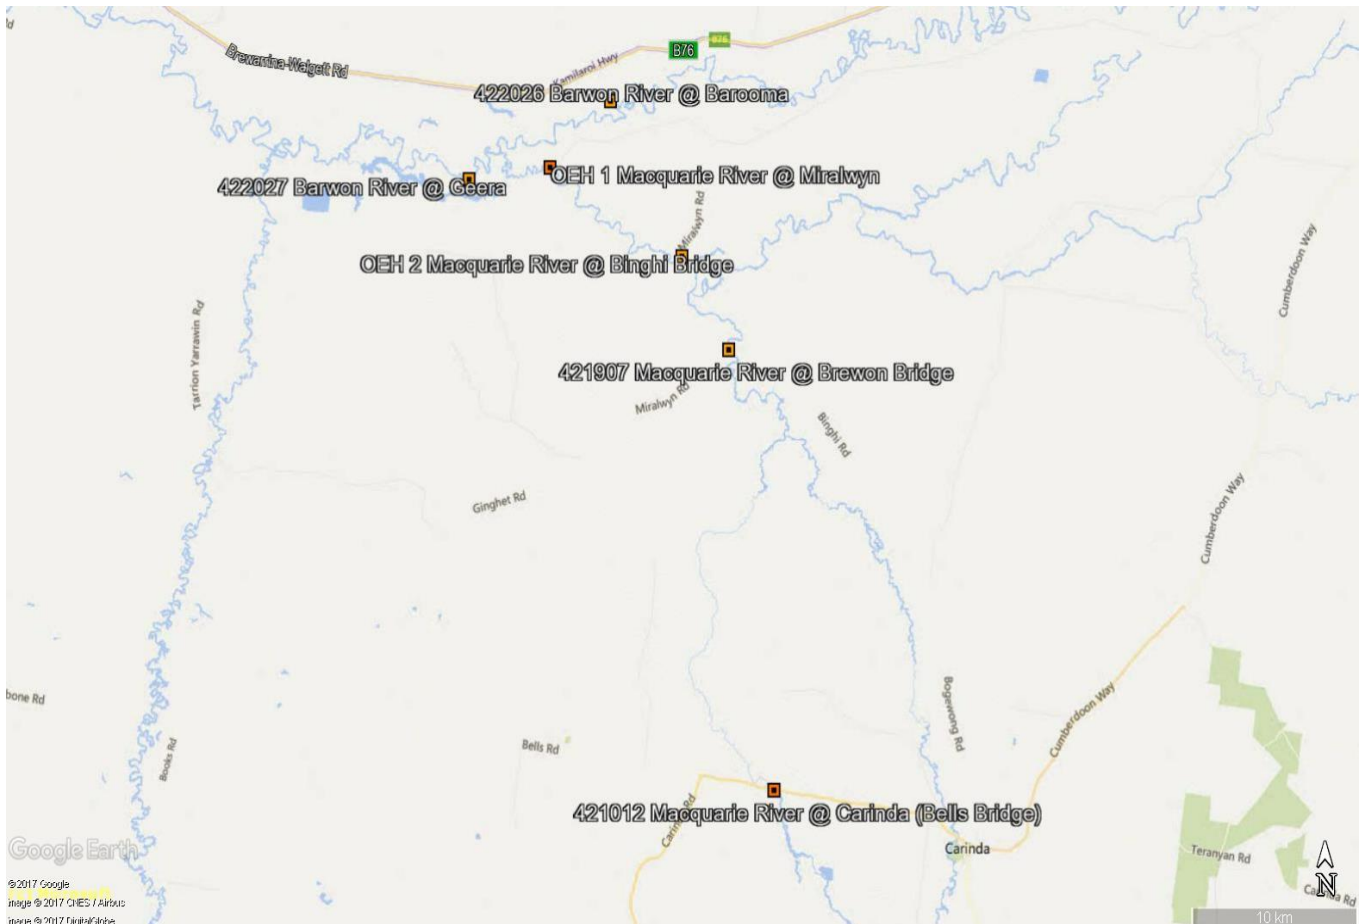 Rd
Brewarrina-Walgett Rd
Kamilaroi Hwy
B76
B76
422026 Barwon River @ Barooma
OEH 1 Macquarie River @ Miralwyn
422027 Barwon River @ Geera
Miralwyn Rd
OEH 2 Macquarie River @ Binghi Bridge
Cumberdoon Way
Tarrion Yarrawin Rd
421907 Macquarie River @ Brewon Bridge
Miralwyn Rd
Binghi Rd
Ginghet Rd
Cumberdoon Way
bone Rd
Bogawong Rd
Cumberdoon Way
Books Rd
Bells Rd
421012 Macquarie River @ Carinda (Bells Bridge)
Carinda Rd
Carinda
Teranyan Rd
Google Earth
N
©2017 Google
Image © 2017 CNES / Airbus
Image © 2017 DigitalGlobe
10 km